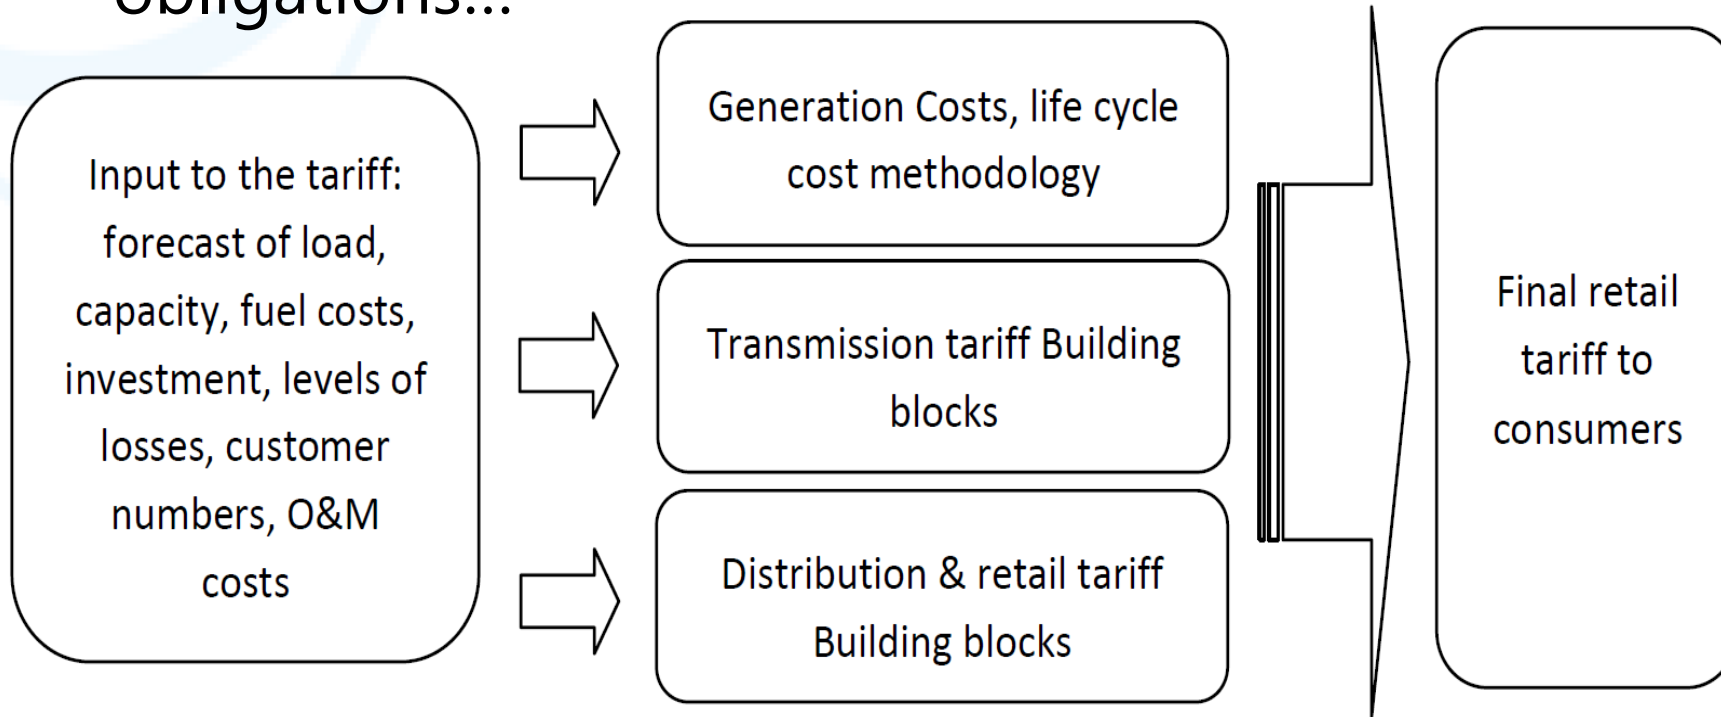 obligations...
Input to the tariff:
forecast of load,
capacity, fuel costs,
investment, levels of
losses, customer
numbers, O&M
costs
Generation Costs, life cycle
cost methodology
Transmission tariff Building
blocks
Distribution & retail tariff
Building blocks
Final retail
tariff to
consumers